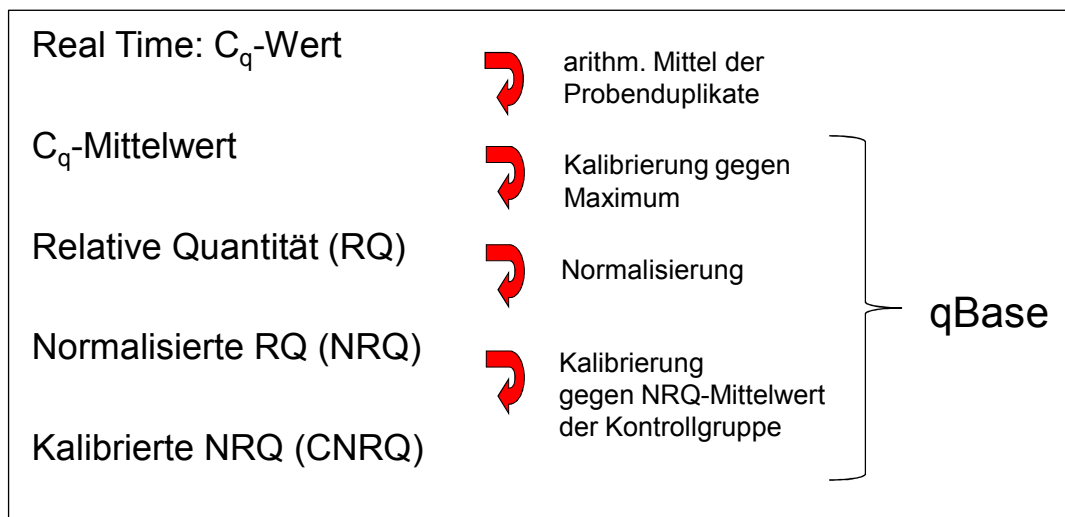 Real Time: Cq-Wert
arithm. Mittel der
Probenduplikate
Cq-Mittelwert
Kalibrierung gegen
Maximum
Relative Quantität (RQ)
Normalisierung
qBase
Normalisierte RQ (NRQ)
Kalibrierung
gegen NRQ-Mittelwert
der Kontrollgruppe
Kalibrierte NRQ (CNRQ)